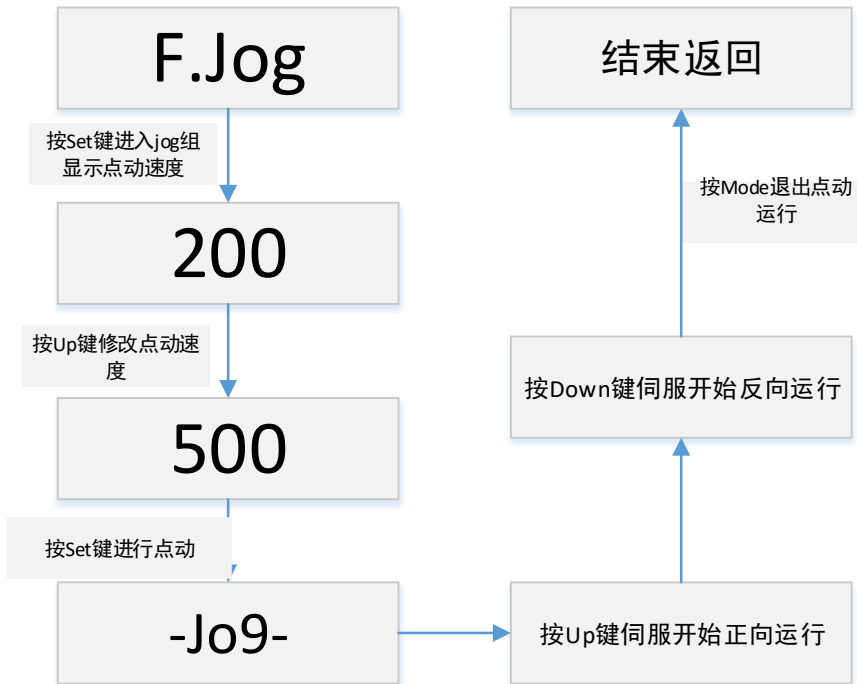 F.Jog
按Set键进入jog组
显示点动速度
200
按Up键修改点动速
度
500
按Set键进行点动
-Jo9-
按Up键伺服开始正向运行
按Down键伺服开始反向运行
按Mode退出点动
运行
结束返回